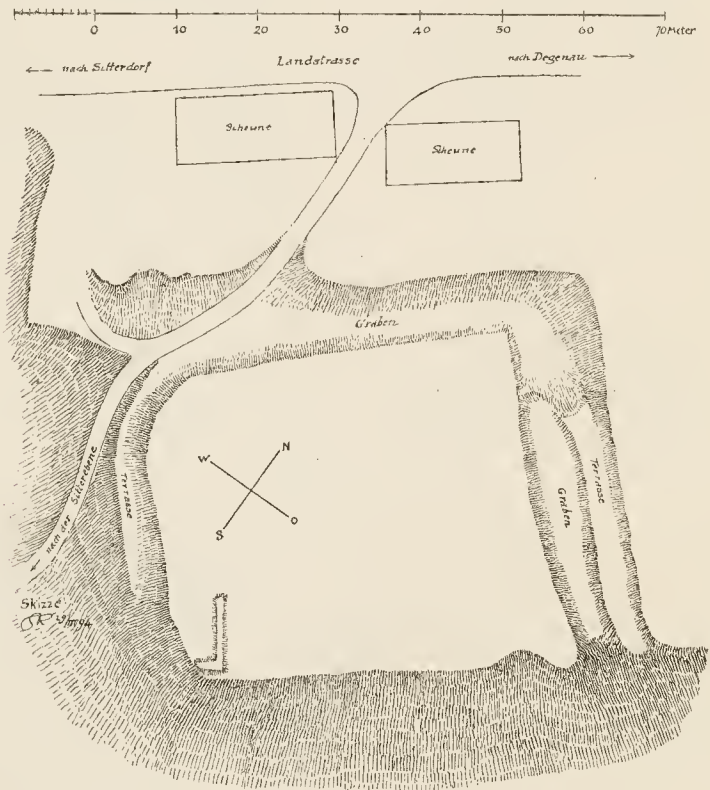 0 10 20 30 40 50 60 70 Meter
← nach Sitterdorf
Landstrasse
nach Degenau →
Scheune
Scheune
Graben
W
N
S
O
Terrasse
Graben
Terrasse
← nach der Sitterebene
Skizze